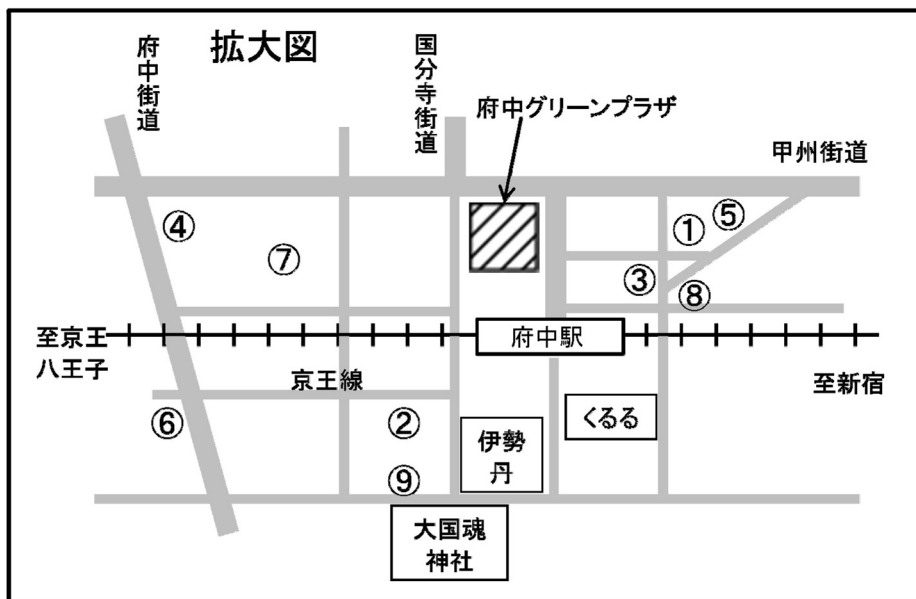 拡大図
府中街道
国分寺街道
府中グリーンプラザ
甲州街道
④
⑦
①
⑤
③
⑧
至京王
八王子
府中駅
京王線
至新宿
⑥
②
伊勢
丹
くるる
⑨
大国魂
神社